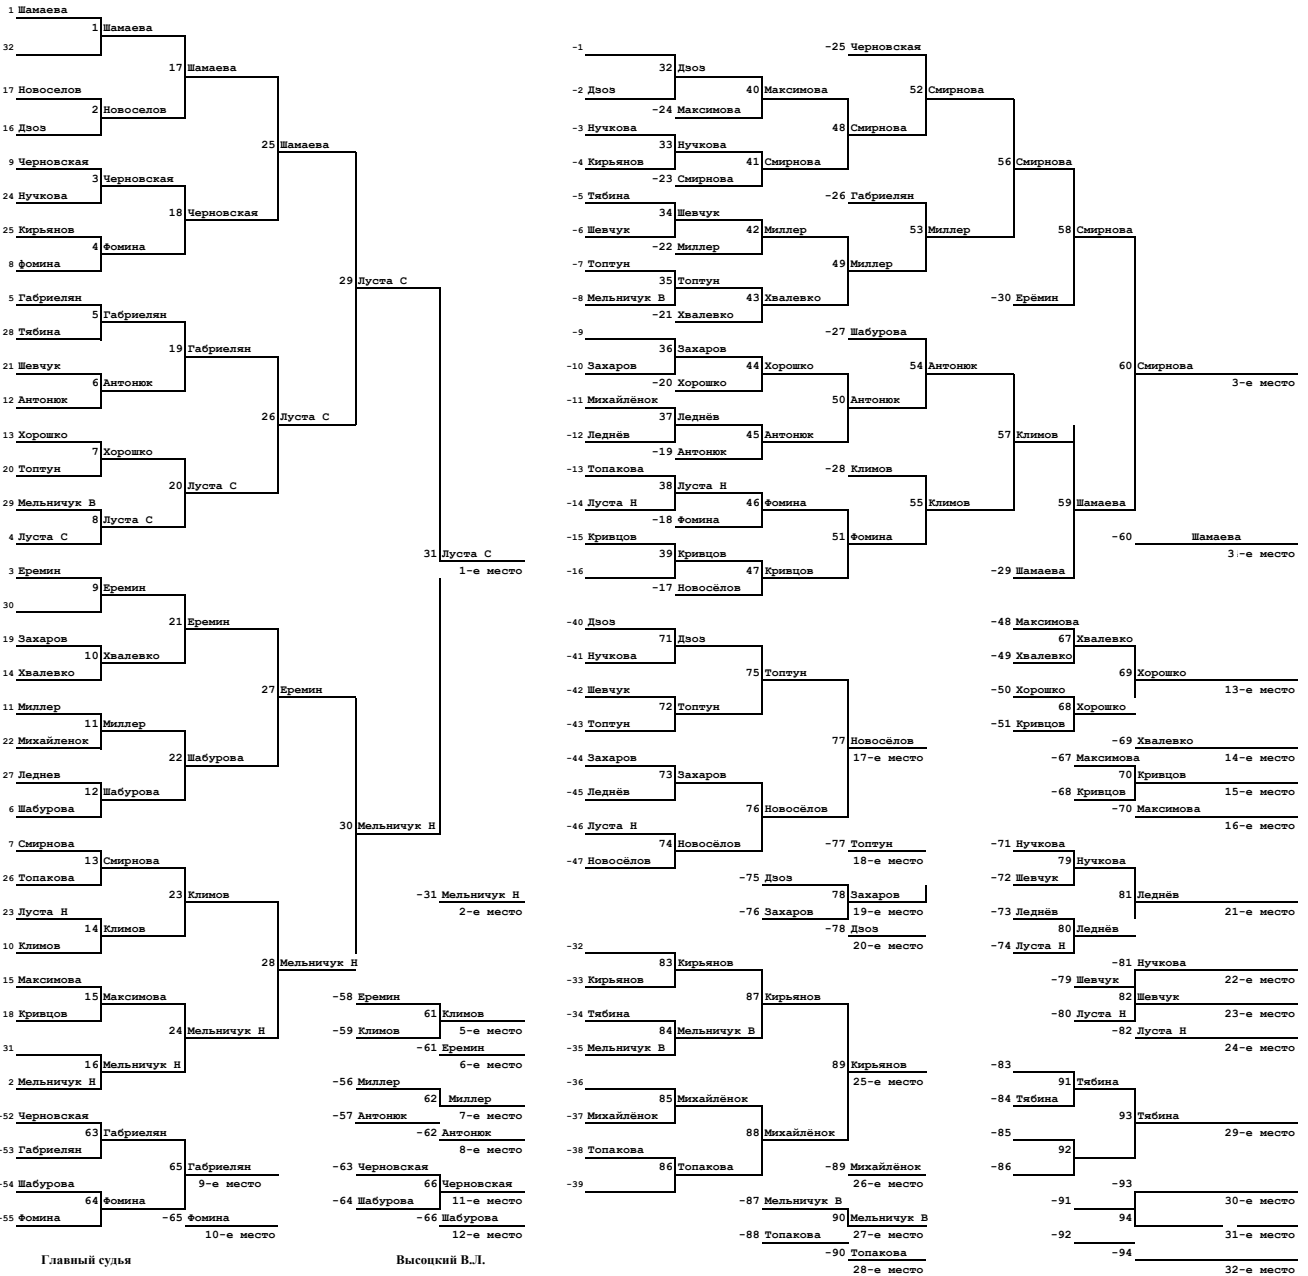 1 Шамаева
1 Шамаева
32
17 Шамаева
17 Новоселов
2 Новоселов
16 Дзоз
25 Шамаева
9 Черновская
3 Черновская
24 Нучкова
18 Черновская
25 Кирьянов
4 Фомина
8 фомина
29 Луста С
5 Габриелян
5 Габриелян
28 Тябина
19 Габриелян
21 Шевчук
6 Антонюк
12 Антонюк
26 Луста С
13 Хорошко
7 Хорошко
20 Топтун
20 Луста С
29 Мельничук В
8 Луста С
4 Луста С
31 Луста С
1-е место
3 Еремин
9 Еремин
30
21 Еремин
19 Захаров
10 Хвалевко
14 Хвалевко
27 Еремин
11 Миллер
11 Миллер
22 Михайленок
22 Шабурова
27 Леднев
12 Шабурова
6 Шабурова
30 Мельничук Н
7 Смирнова
13 Смирнова
26 Топакова
23 Климов
-31 Мельничук Н
2-е место
23 Луста Н
14 Климов
10 Климов
28 Мельничук Н
15 Максимова
15 Максимова
18 Кривцов
24 Мельничук Н
31
16 Мельничук Н
2 Мельничук Н
-58 Еремин
61 Климов
5-е место
-59 Климов
-61 Еремин
6-е место
-56 Миллер
62 Миллер
7-е место
-57 Антонюк
-62 Антонюк
8-е место
-52 Черновская
63 Габриелян
-53 Габриелян
65 Габриелян
9-е место
-54 Шабурова
64 Фомина
-55 Фомина
-65 Фомина
10-е место
-63 Черновская
66 Черновская
11-е место
-64 Шабурова
-66 Шабурова
12-е место
-1
32 Дзоз
-2 Дзоз
40 Максимова
-24 Максимова
48 Смирнова
-3 Нучкова
33 Нучкова
-4 Кирьянов
41 Смирнова
-23 Смирнова
-25 Черновская
52 Смирнова
56 Смирнова
-5 Тябина
34 Шевчук
-6 Шевчук
42 Миллер
-22 Миллер
49 Миллер
-7 Топтун
35 Топтун
-8 Мельничук В
43 Хвалевко
-21 Хвалевко
-26 Габриелян
53 Миллер
58 Смирнова
-30 Ерёмин
-9
36 Захаров
-10 Захаров
44 Хорошко
-20 Хорошко
50 Антонюк
-11 Михайлёнок
37 Леднёв
-12 Леднёв
45 Антонюк
-19 Антонюк
-27 Шабурова
54 Антонюк
60 Смирнова
3-е место
57 Климов
-13 Топакова
38 Луста Н
-14 Луста Н
46 Фомина
-18 Фомина
51 Фомина
-15 Кривцов
39 Кривцов
-16
47 Кривцов
-17 Новосёлов
-28 Климов
55 Климов
59 Шамаева
-29 Шамаева
-60 Шамаева
3 -е место
-40 Дзоз
71 Дзоз
-41 Нучкова
75 Топтун
-42 Шевчук
72 Топтун
-43 Топтун
77 Новосёлов
17-е место
-44 Захаров
73 Захаров
-45 Леднёв
76 Новосёлов
-46 Луста Н
74 Новосёлов
-47 Новосёлов
-77 Топтун
18-е место
-75 Дзоз
78 Захаров
19-е место
-76 Захаров
-78 Дзоз
20-е место
-48 Максимова
67 Хвалевко
-49 Хвалевко
69 Хорошко
13-е место
-50 Хорошко
68 Хорошко
-51 Кривцов
-69 Хвалевко
14-е место
-67 Максимова
70 Кривцов
15-е место
-68 Кривцов
-70 Максимова
16-е место
-71 Нучкова
79 Нучкова
-72 Шевчук
81 Леднёв
21-е место
-73 Леднёв
80 Леднёв
-74 Луста Н
-81 Нучкова
22-е место
-79 Шевчук
82 Шевчук
23-е место
-80 Луста Н
-82 Луста Н
24-е место
-32
83 Кирьянов
-33 Кирьянов
87 Кирьянов
-34 Тябина
84 Мельничук В
-35 Мельничук В
89 Кирьянов
25-е место
-36
85 Михайлёнок
-37 Михайлёнок
88 Михайлёнок
-38 Топакова
86 Топакова
-39
-89 Михайлёнок
26-е место
-87 Мельничук В
90 Мельничук В
27-е место
-88 Топакова
-90 Топакова
28-е место
-83
91 Тябина
-84 Тябина
93 Тябина
29-е место
-85
92
-86
-93
30-е место
-91
94
31-е место
-92
-94
32-е место
Главный судья
Высоцкий В.Л.